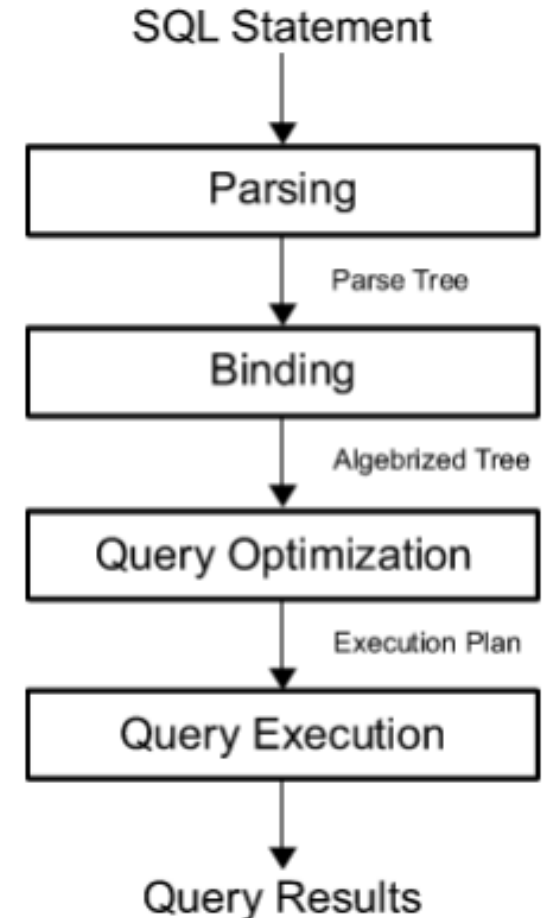 SQL Statement
Parsing
Parse Tree
Binding
Algebrized Tree
Query Optimization
Execution Plan
Query Execution
Query Results